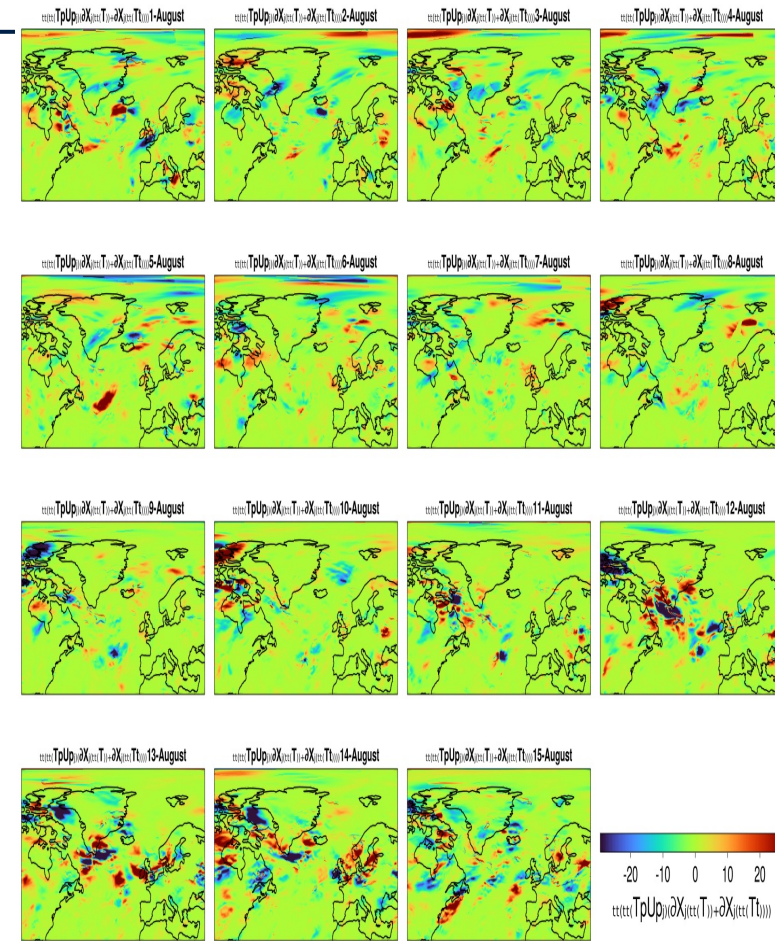 tt(tt(TpUpj))∂Xj(tt(T))+∂Xj(tt(Tt))))1-August
tt(tt(TpUpj))∂Xj(tt(T))+∂Xj(tt(Tt))))2-August
tt(tt(TpUpj))∂Xj(tt(T))+∂Xj(tt(Tt))))3-August
tt(tt(TpUpj))∂Xj(tt(T))+∂Xj(tt(Tt))))4-August
tt(tt(TpUpj))∂Xj(tt(T))+∂Xj(tt(Tt))))5-August
tt(tt(TpUpj))∂Xj(tt(T))+∂Xj(tt(Tt))))6-August
tt(tt(TpUpj))∂Xj(tt(T))+∂Xj(tt(Tt))))7-August
tt(tt(TpUpj))∂Xj(tt(T))+∂Xj(tt(Tt))))8-August
tt(tt(TpUpj))∂Xj(tt(T))+∂Xj(tt(Tt))))9-August
tt(tt(TpUpj))∂Xj(tt(T))+∂Xj(tt(Tt))))10-August
tt(tt(TpUpj))∂Xj(tt(T))+∂Xj(tt(Tt))))11-August
tt(tt(TpUpj))∂Xj(tt(T))+∂Xj(tt(Tt))))12-August
tt(tt(TpUpj))∂Xj(tt(T))+∂Xj(tt(Tt))))13-August
tt(tt(TpUpj))∂Xj(tt(T))+∂Xj(tt(Tt))))14-August
tt(tt(TpUpj))∂Xj(tt(T))+∂Xj(tt(Tt))))15-August
-20 -10 0 10 20
tt(tt(TpUpj)(∂Xj(tt(T))+∂Xj(tt(Tt))))